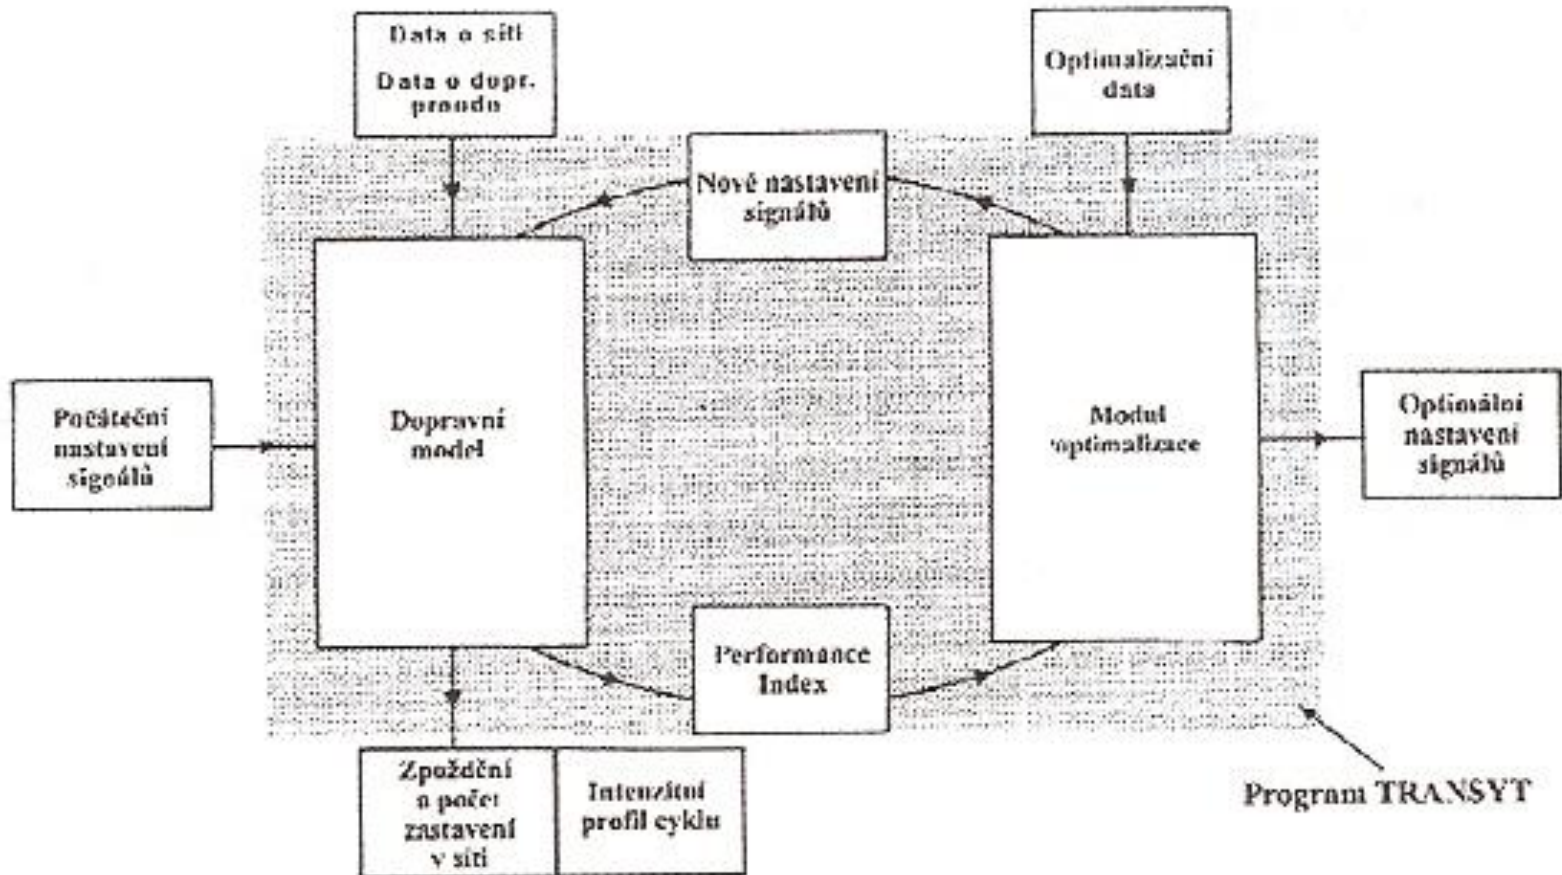 Data o síti
Data o dopr.
proudu
Optimalizační
data
Nové nastavení
signálů
Počáteční
nastavení
signálů
Dopravní
model
Modul
optimalizace
Optimální
nastavení
signálů
Performance
Index
Zpoždění
a počet
zastavení
v síti
Intenzitní
profil cyklu
Program TRANSYT